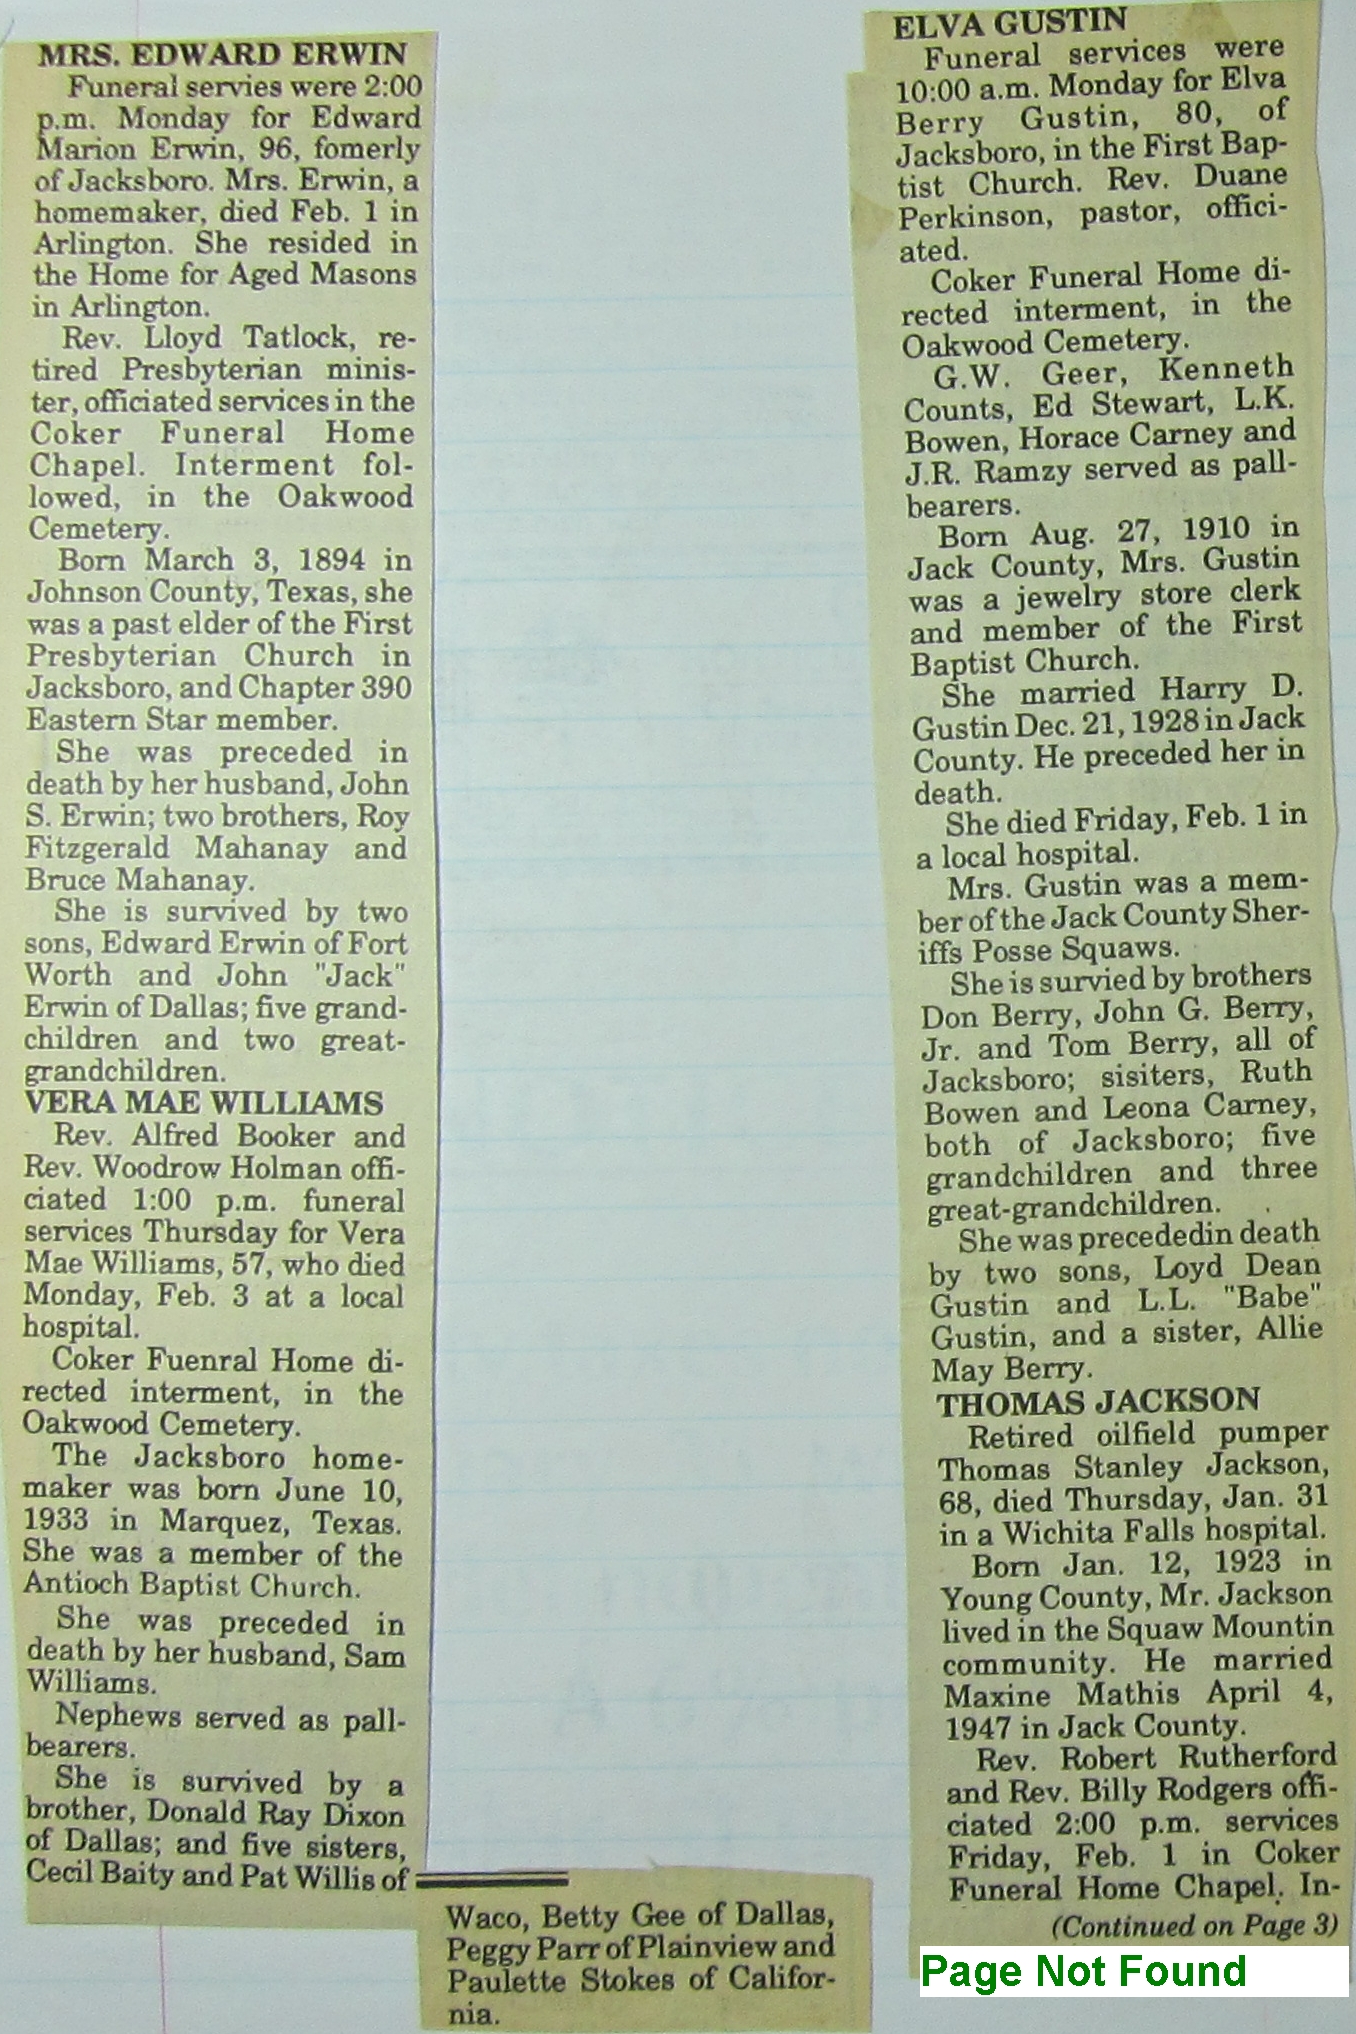 MRS. EDWARD ERWIN
Funeral servies were 2:00
p.m. Monday for Edward
Marion Erwin, 96, fomerly
of Jacksboro. Mrs. Erwin, a
homemaker, died Feb. 1 in
Arlington. She resided in
the Home for Aged Masons
in Arlington.
Rev. Lloyd Tatlock, re-
tired Presbyterian minis-
ter, officiated services in the
Coker Funeral Home
Chapel. Interment fol-
lowed, in the Oakwood
Cemetery.
Born March 3, 1894 in
Johnson County, Texas, she
was a past elder of the First
Presbyterian Church in
Jacksboro, and Chapter 390
Eastern Star member.
She was preceded in
death by her husband, John
S. Erwin; two brothers, Roy
Fitzgerald Mahanay and
Bruce Mahanay.
She is survived by two
sons, Edward Erwin of Fort
Worth and John "Jack"
Erwin of Dallas; five grand-
children and two great-
grandchildren.
VERA MAE WILLIAMS
Rev. Alfred Booker and
Rev. Woodrow Holman offi-
ciated 1:00 p.m. funeral
services Thursday for Vera
Mae Williams, 57, who died
Monday, Feb. 3 at a local
hospital.
Coker Fuenral Home di-
rected interment, in the
Oakwood Cemetery.
The Jacksboro home-
maker was born June 10,
1933 in Marquez, Texas.
She was a member of the
Antioch Baptist Church.
She was preceded in
death by her husband, Sam
Williams.
Nephews served as pall-
bearers.
She is survived by a
brother, Donald Ray Dixon
of Dallas; and five sisters,
Cecil Baity and Pat Willis of
Waco, Betty Gee of Dallas,
Peggy Parr of Plainview and
Paulette Stokes of Califor-
nia.
ELVA GUSTIN
Funeral services were
10:00 a.m. Monday for Elva
Berry Gustin, 80, of
Jacksboro, in the First Bap-
tist Church. Rev. Duane
Perkinson, pastor, offici-
ated.
Coker Funeral Home di-
rected interment, in the
Oakwood Cemetery.
G.W. Geer, Kenneth
Counts, Ed Stewart, L.K.
Bowen, Horace Carney and
J.R. Ramzy served as pall-
bearers.
Born Aug. 27, 1910 in
Jack County, Mrs. Gustin
was a jewelry store clerk
and member of the First
Baptist Church.
She married Harry D.
Gustin Dec. 21, 1928 in Jack
County. He preceded her in
death.
She died Friday, Feb. 1 in
a local hospital.
Mrs. Gustin was a mem-
ber of the Jack County Sher-
iffs Posse Squaws.
She is survied by brothers
Don Berry, John G. Berry,
Jr. and Tom Berry, all of
Jacksboro; sisiters, Ruth
Bowen and Leona Carney,
both of Jacksboro; five
grandchildren and three
great-grandchildren.
She was precededin death
by two sons, Loyd Dean
Gustin and L.L. "Babe"
Gustin, and a sister, Allie
May Berry.
THOMAS JACKSON
Retired oilfield pumper
Thomas Stanley Jackson,
68, died Thursday, Jan. 31
in a Wichita Falls hospital.
Born Jan. 12, 1923 in
Young County, Mr. Jackson
lived in the Squaw Mountin
community. He married
Maxine Mathis April 4,
1947 in Jack County.
Rev. Robert Rutherford
and Rev. Billy Rodgers offi-
ciated 2:00 p.m. services
Friday, Feb. 1 in Coker
Funeral Home Chapel. In-
(Continued on Page 3)
Page Not Found